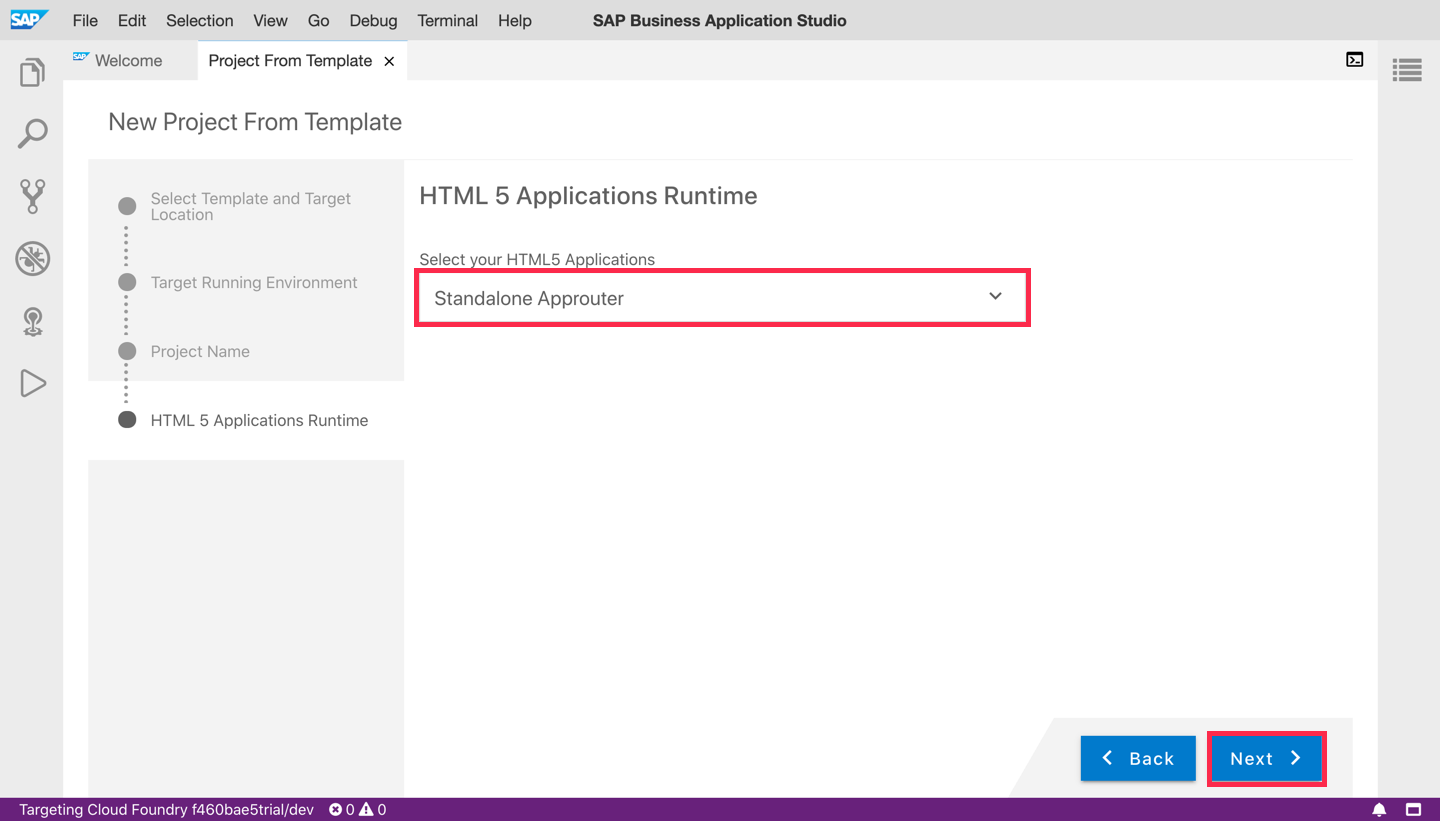 SAP File Edit Selection View Go Debug Terminal Help SAP Business Application Studio
SAP Welcome Project From Template
New Project From Template
Select Template and Target
Location
Target Running Environment
Project Name
HTML 5 Applications Runtime
HTML 5 Applications Runtime
Select your HTML5 Applications
Standalone Approuter
Back
Next
Targeting Cloud Foundry f460bae5trial/dev 0 0